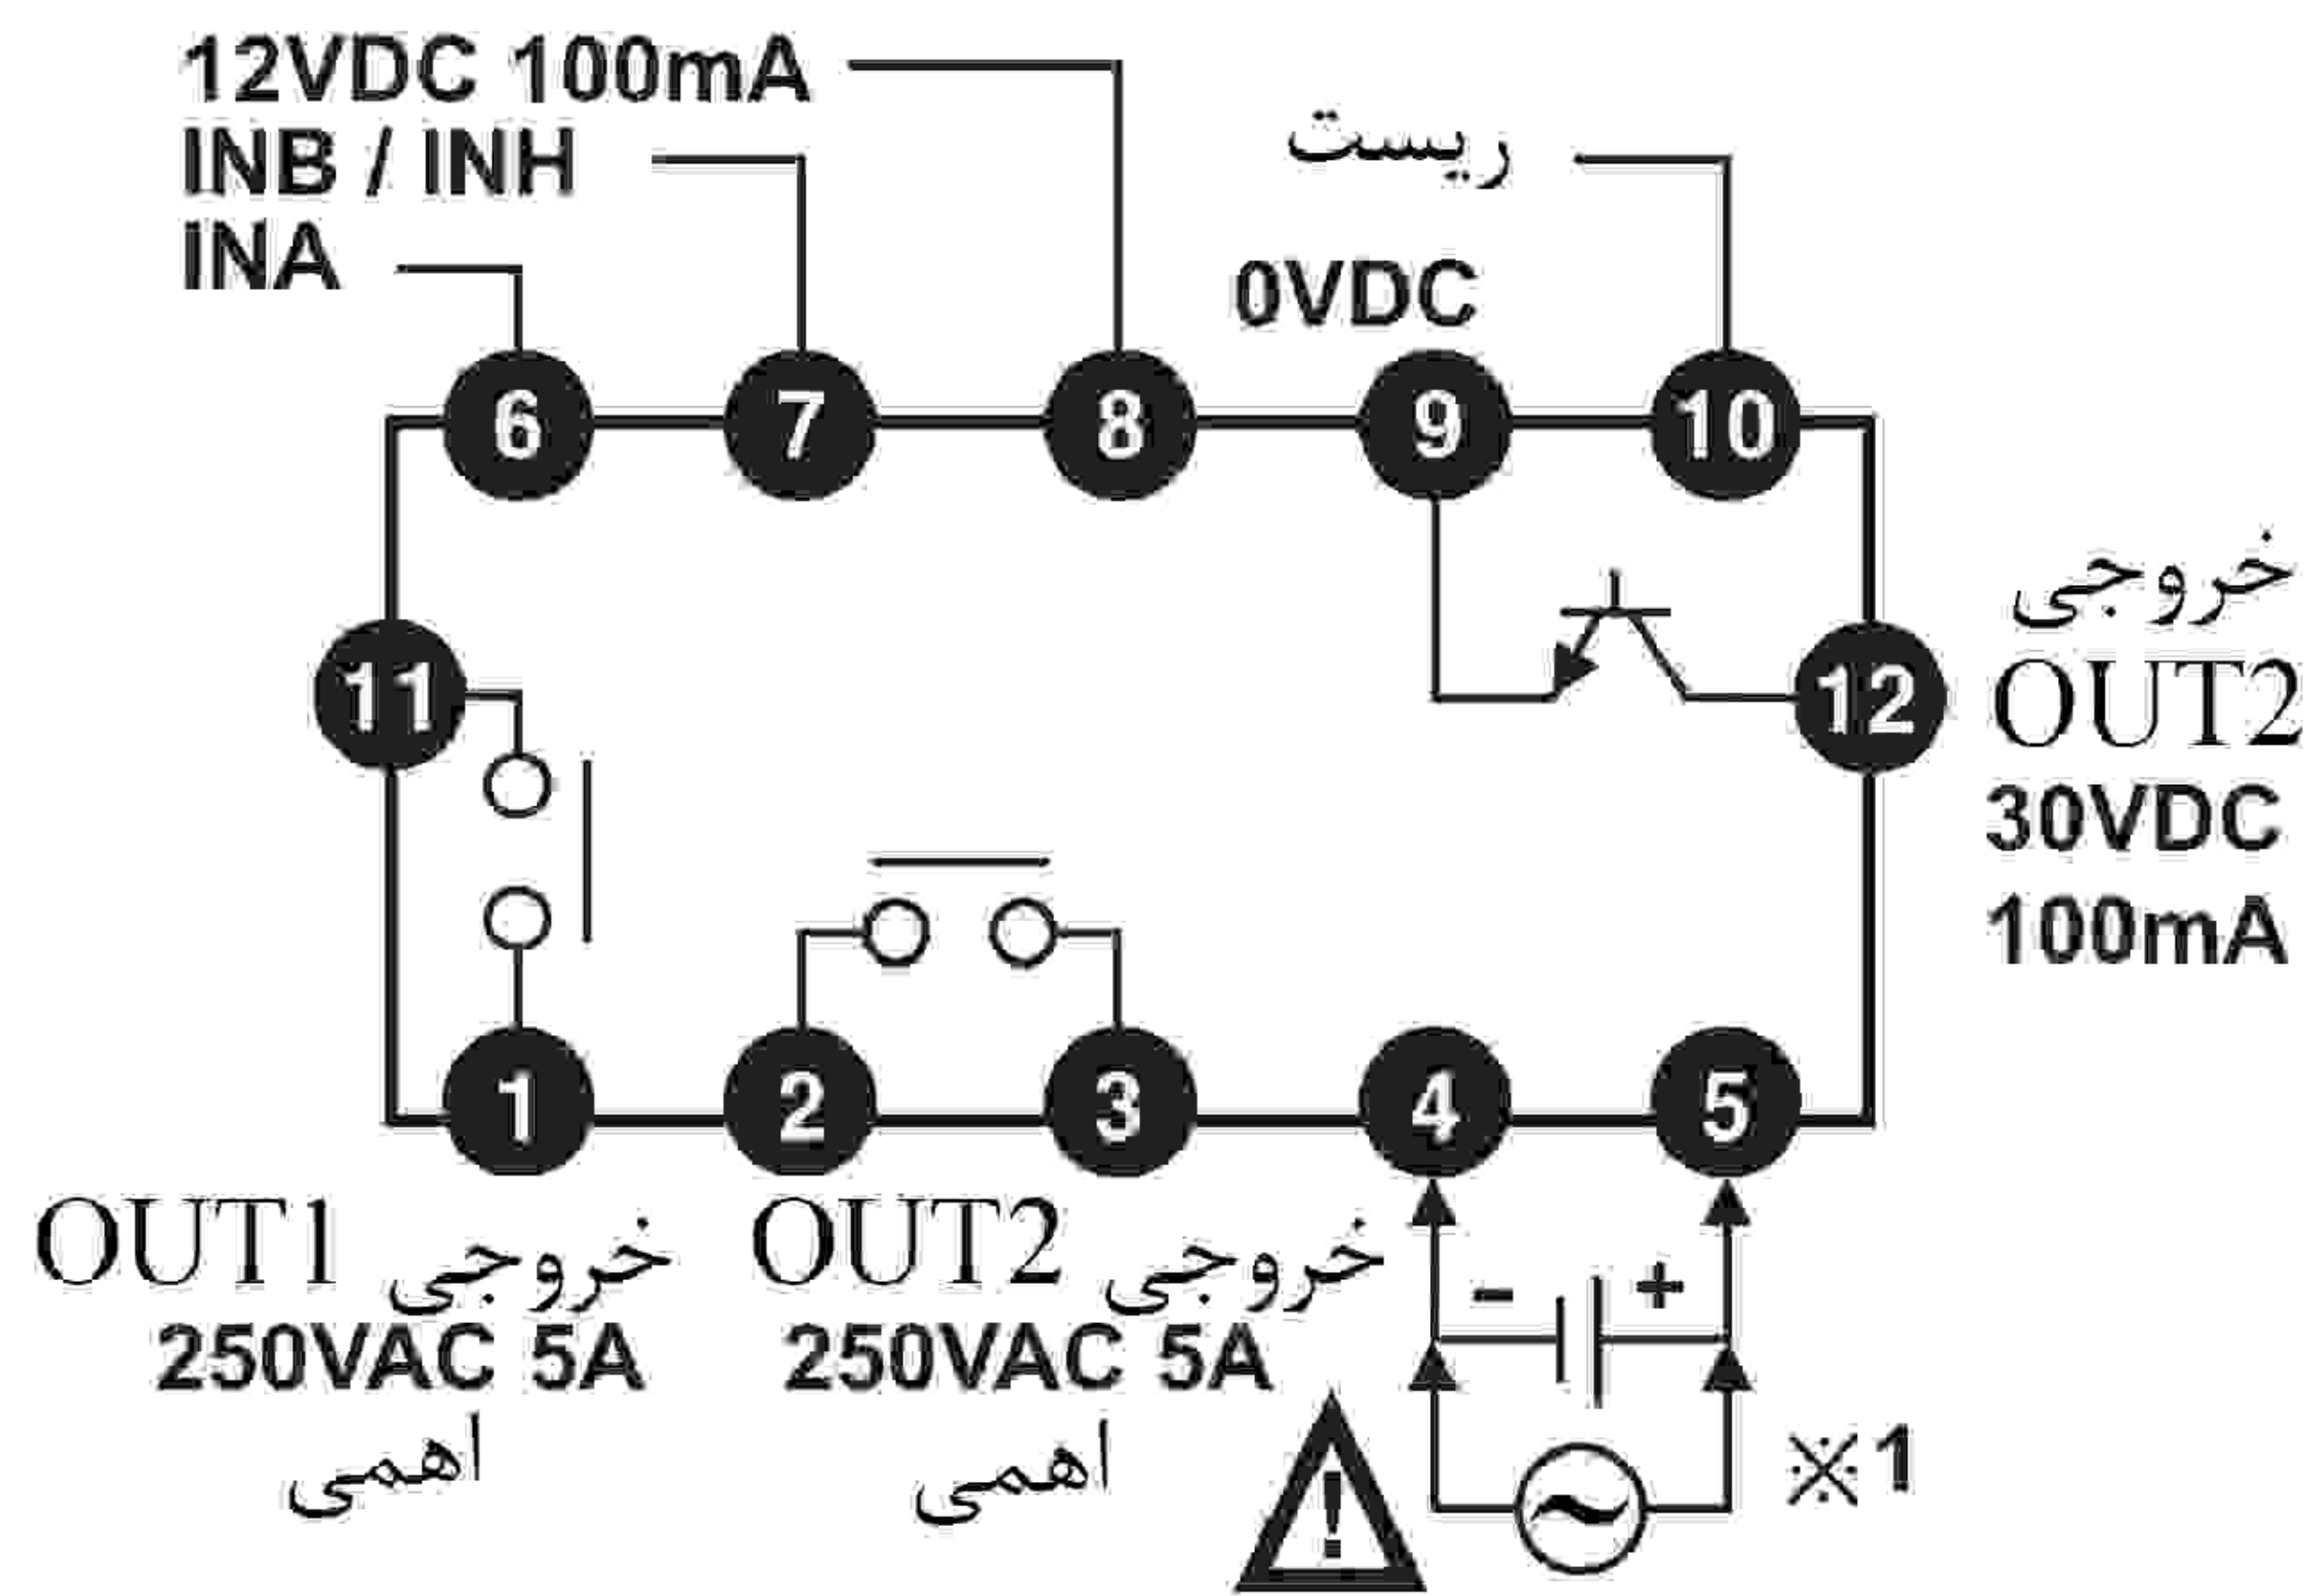 12VDC 100mA
INB / INH
INA
ریست
0VDC
6
7
8
9
10
11
12
خروجی
OUT2
30VDC
100mA
1
2
3
4
5
OUT1 خروجی
250VAC 5A
اهمی
OUT2 خروجی
250VAC 5A
اهمی
- +
!
※1